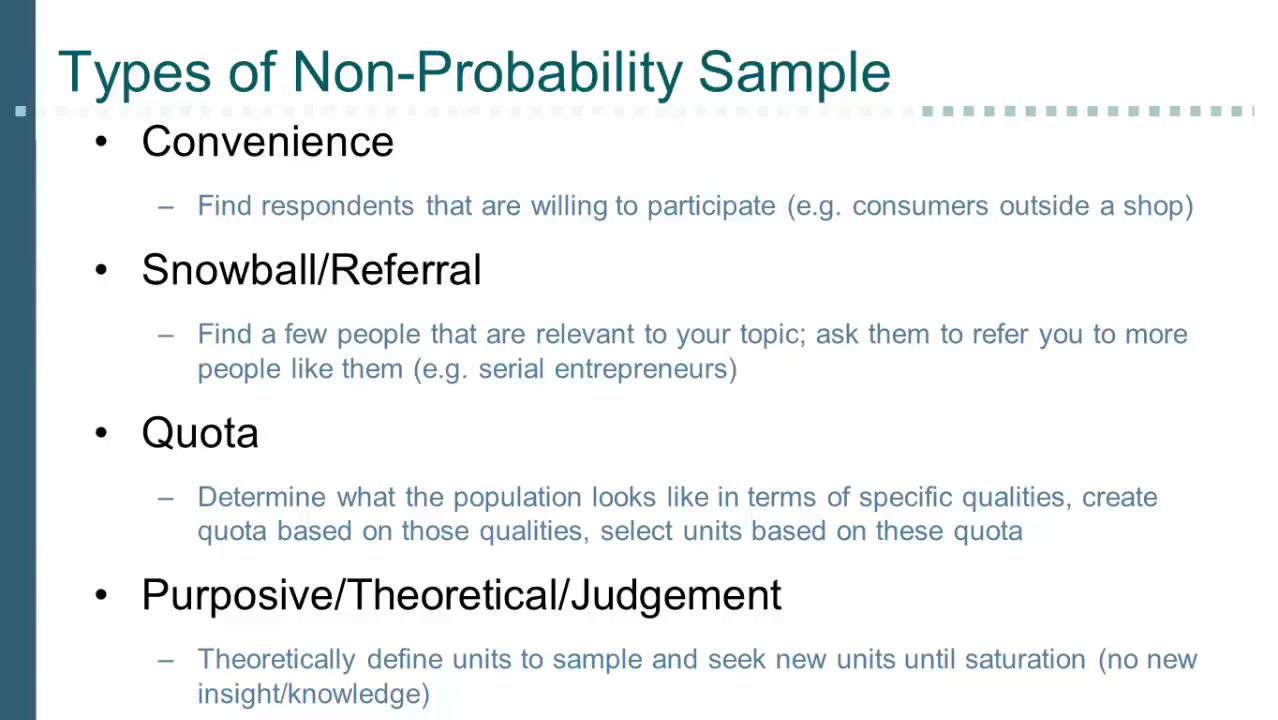 Types of Non-Probability Sample
• Convenience
– Find respondents that are willing to participate (e.g. consumers outside a shop)
• Snowball/Referral
– Find a few people that are relevant to your topic; ask them to refer you to more
people like them (e.g. serial entrepreneurs)
• Quota
– Determine what the population looks like in terms of specific qualities, create
quota based on those qualities, select units based on these quota
• Purposive/Theoretical/Judgement
– Theoretically define units to sample and seek new units until saturation (no new
insight/knowledge)